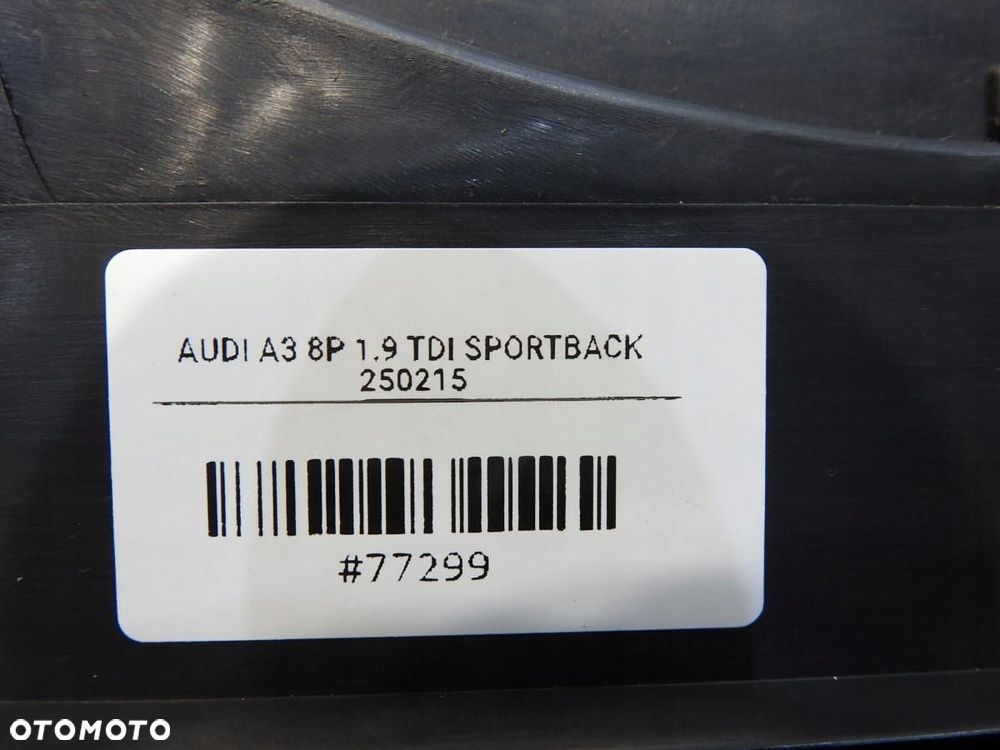 AUDI A3 8P 1.9 TDI SPORTBACK
250215
#77299
OTOMOTO